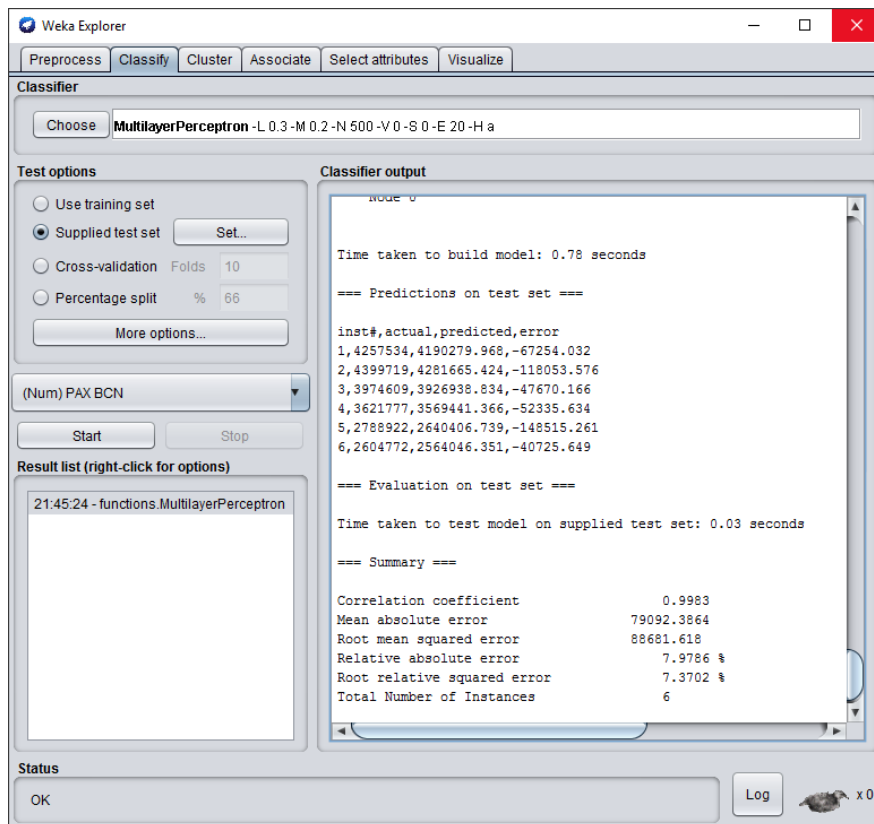 Weka Explorer
Preprocess Classify Cluster Associate Select attributes Visualize
Classifier
Choose MultilayerPerceptron -L 0.3 -M 0.2 -N 500 -V 0 -S 0 -E 20 -H a
Test options
Use training set
Supplied test set Set...
Cross-validation Folds 10
Percentage split % 66
More options...
(Num) PAX BCN
Start Stop
Result list (right-click for options)
21:45:24 - functions.MultilayerPerceptron
Classifier output
Node 0
Time taken to build model: 0.78 seconds
=== Predictions on test set ===
inst#,actual,predicted,error
1,4257534,4190279.968,-67254.032
2,4399719,4281665.424,-118053.576
3,3974609,3926938.834,-47670.166
4,3621777,3569441.366,-52335.634
5,2788922,2640406.739,-148515.261
6,2604772,2564046.351,-40725.649
=== Evaluation on test set ===
Time taken to test model on supplied test set: 0.03 seconds
=== Summary ===
Correlation coefficient 0.9983
Mean absolute error 79092.3864
Root mean squared error 88681.618
Relative absolute error 7.9786 %
Root relative squared error 7.3702 %
Total Number of Instances 6
Status
OK
Log
x 0